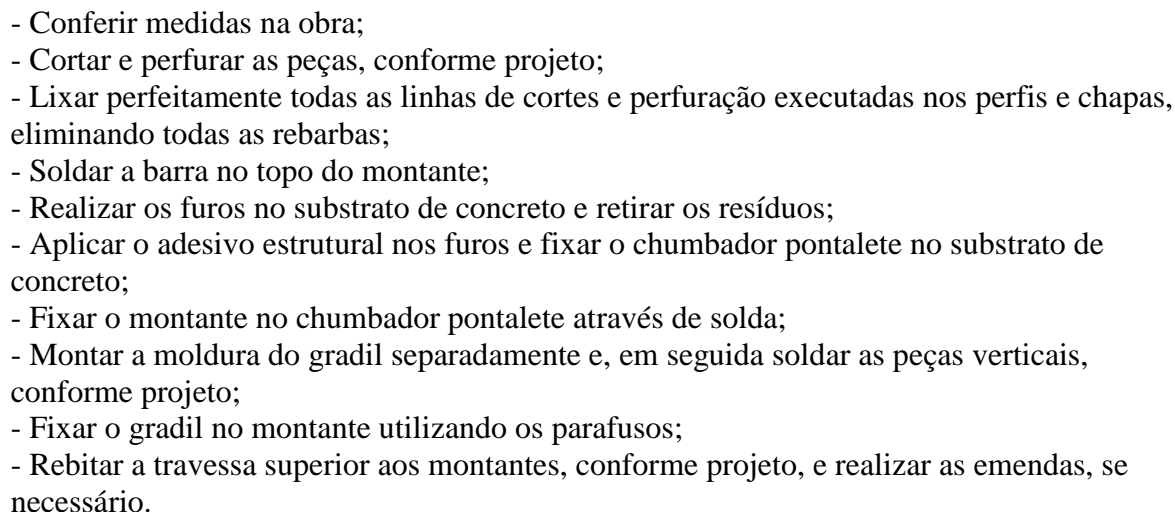 - Conferir medidas na obra;
- Cortar e perfurar as peças, conforme projeto;
- Lixar perfeitamente todas as linhas de cortes e perfuração executadas nos perfis e chapas,
eliminando todas as rebarbas;
- Soldar a barra no topo do montante;
- Realizar os furos no substrato de concreto e retirar os resíduos;
- Aplicar o adesivo estrutural nos furos e fixar o chumbador pontalete no substrato de
concreto;
- Fixar o montante no chumbador pontalete através de solda;
- Montar a moldura do gradil separadamente e, em seguida soldar as peças verticais,
conforme projeto;
- Fixar o gradil no montante utilizando os parafusos;
- Rebitar a travessa superior aos montantes, conforme projeto, e realizar as emendas, se
necessário.